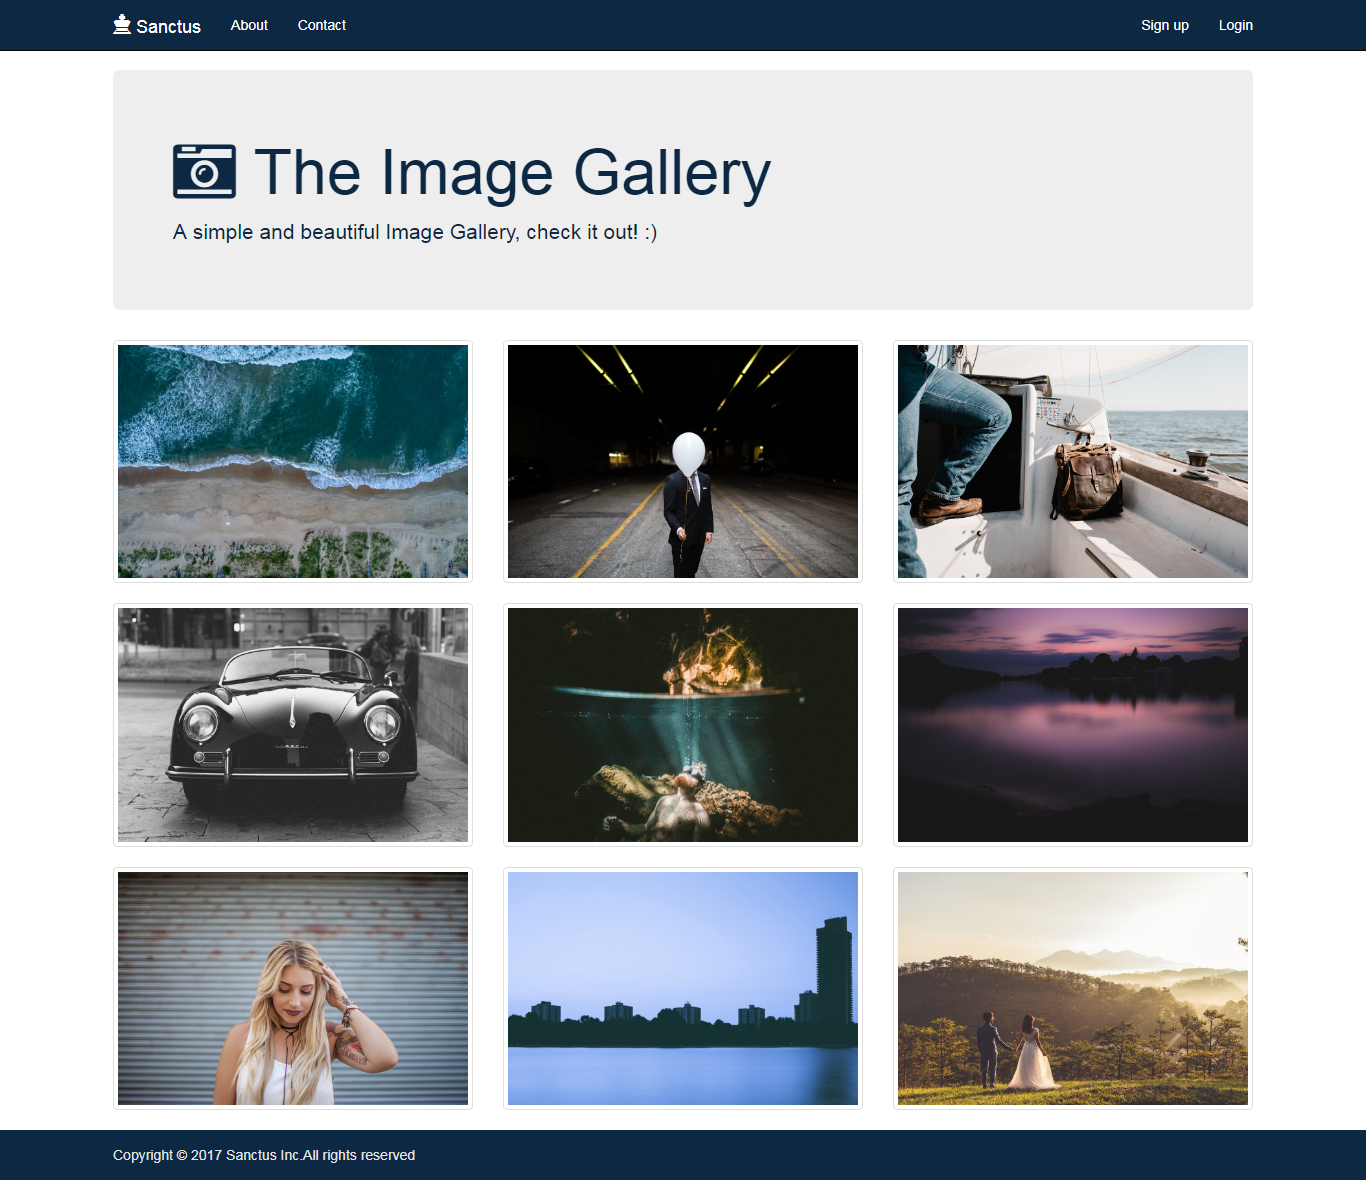 Sanctus About Contact Sign up Login
The Image Gallery
A simple and beautiful Image Gallery, check it out! :)
Copyright © 2017 Sanctus Inc.All rights reserved